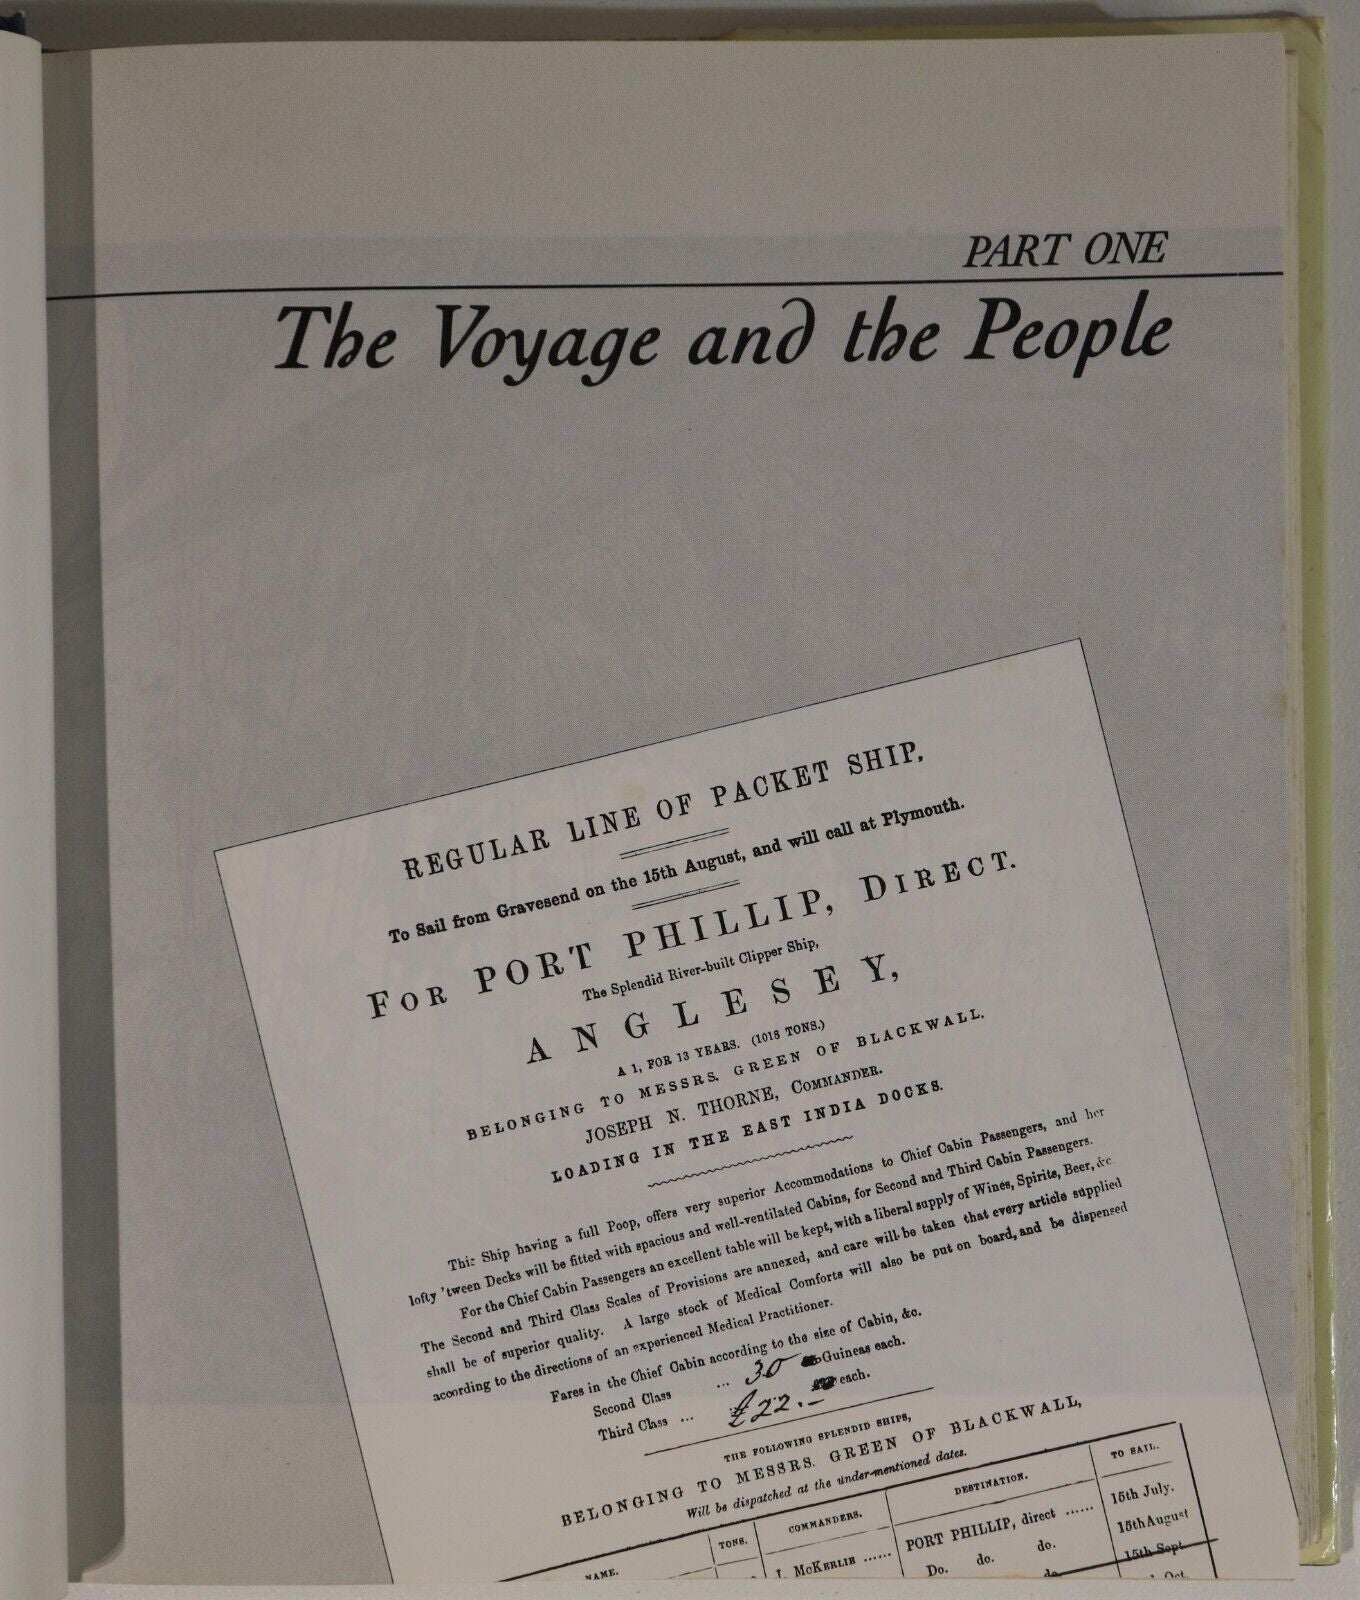 PART ONE
The Voyage and the People
REGULAR LINE OF PACKET SHIP.
To Sail from Gravesend on the 15th August, and will call at Plymouth.
FOR PORT PHILLIP, DIRECT.
The Splendid River-built Clipper Ship,
ANGLESEY,
A 1, FOR 13 YEARS. (1018 TONS.)
BELONGING TO MESSRS. GREEN OF BLACKWALL.
JOSEPH N. THORNE, COMMANDER.
LOADING IN THE EAST INDIA DOCKS.
This Ship having a full Poop, offers very superior Accommodations to Chief Cabin Passengers, and her
lofty 'tween Decks will be fitted with spacious and well-ventilated Cabins, for Second and Third Cabin Passengers.
For the Chief Cabin Passengers an excellent table will be kept, with a liberal supply of Wines, Spirits, Beer, &c.
The Second and Third Class Scales of Provisions are annexed, and care will be taken that every article supplied
shall be of superior quality. A large stock of Medical Comforts will also be put on board, and be dispensed
according to the directions of an experienced Medical Practitioner.
Fares in the Chief Cabin according to the size of Cabin, &c.
Second Class ... 30 Guineas each.
Third Class ... £22.- each.
THE FOLLOWING SPLENDID SHIPS,
BELONGING TO MESSRS. GREEN OF BLACKWALL,
Will be dispatched at the under-mentioned dates.
NAME. TONS. COMMANDERS. DESTINATION. TO SAIL.
McKERLIE ...... PORT PHILLIP, direct ...... 15th July.
Do. do. do. 15th August
do. 15th Sept.
Oct.